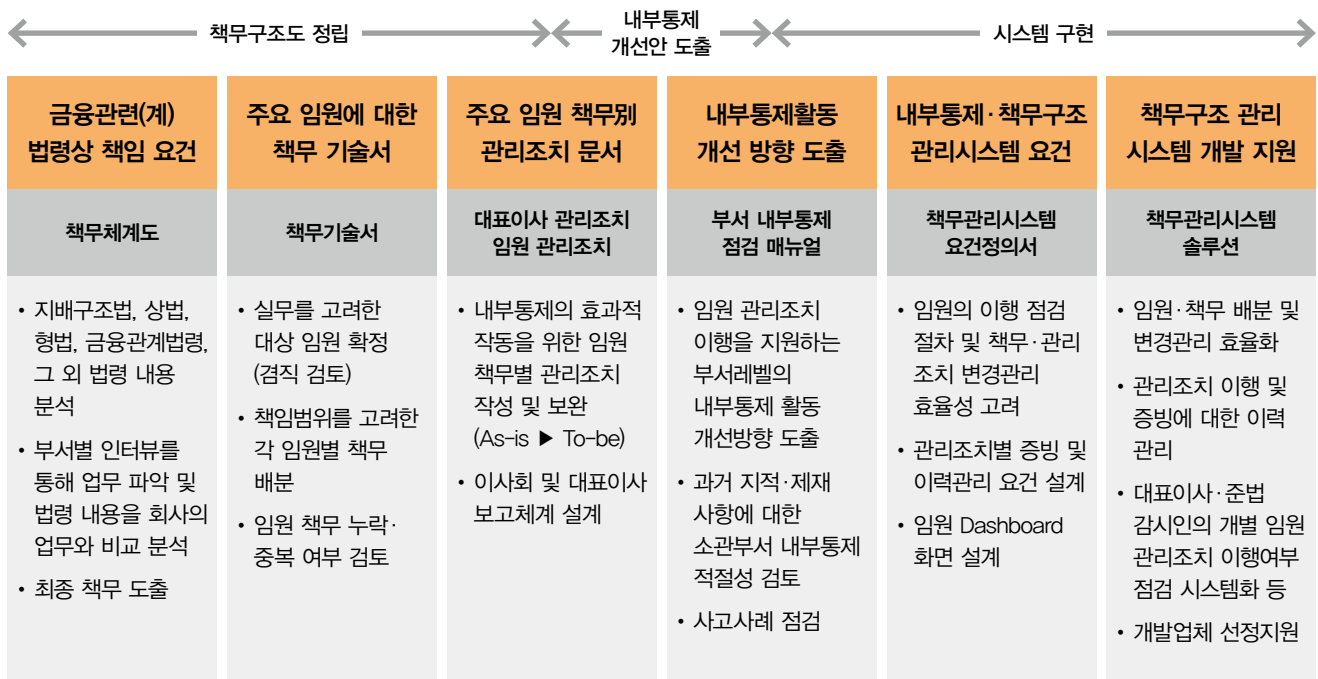 책무구조도 정립
내부통제
개선안 도출
시스템 구현
금융관련(계)
법령상 책임 요건
책무체계도
• 지배구조법, 상법,
형법, 금융관계법령,
그 외 법령 내용
분석
• 부서별 인터뷰를
통해 업무 파악 및
법령 내용을 회사의
업무와 비교 분석
• 최종 책무 도출
주요 임원에 대한
책무 기술서
책무기술서
• 실무를 고려한
대상 임원 확정
(겸직 검토)
• 책임범위를 고려한
각 임원별 책무
배분
• 임원 책무 누락·
중복 여부 검토
주요 임원 책무別
관리조치 문서
대표이사 관리조치
임원 관리조치
• 내부통제의 효과적
작동을 위한 임원
책무별 관리조치
작성 및 보완
(As-is ▶ To-be)
• 이사회 및 대표이사
보고체계 설계
내부통제활동
개선 방향 도출
부서 내부통제
점검 매뉴얼
• 임원 관리조치
이행을 지원하는
부서레벨의
내부통제 활동
개선방향 도출
• 과거 지적·제재
사항에 대한
소관부서 내부통제
적절성 검토
• 사고사례 점검
내부통제·책무구조
관리시스템 요건
책무관리시스템
요건정의서
• 임원의 이행 점검
절차 및 책무·관리
조치 변경관리
효율성 고려
• 관리조치별 증빙 및
이력관리 요건 설계
• 임원 Dashboard
화면 설계
책무구조 관리
시스템 개발 지원
책무관리시스템
솔루션
• 임원·책무 배분 및
변경관리 효율화
• 관리조치 이행 및
증빙에 대한 이력
관리
• 대표이사·준법
감시인의 개별 임원
관리조치 이행여부
점검 시스템화 등
• 개발업체 선정지원